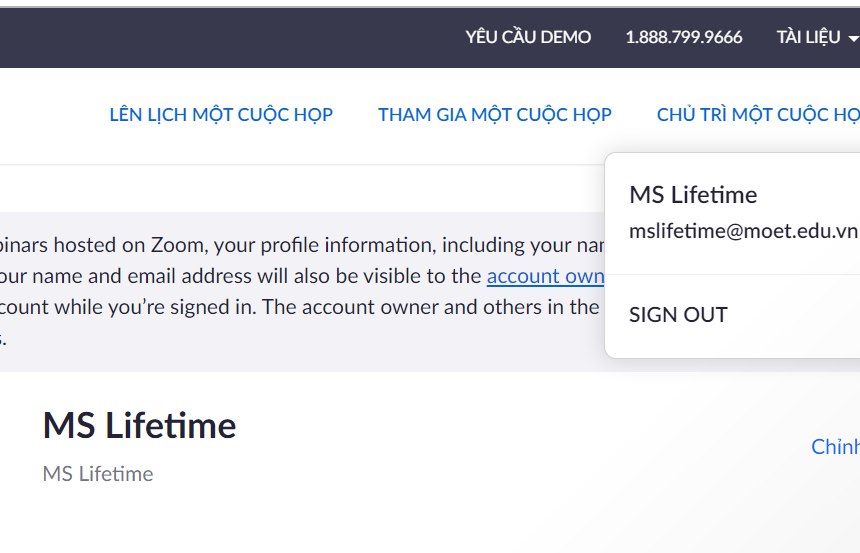 YÊU CẦU DEMO 1.888.799.9666 TÀI LIỆU
LÊN LỊCH MỘT CUỘC HỌP THAM GIA MỘT CUỘC HỌP CHỦ TRÌ MỘT CUỘC HỌ
MS Lifetime
mslifetime@moet.edu.vn
SIGN OUT
binars hosted on Zoom, your profile information, including your nar
our name and email address will also be visible to the account own
count while you’re signed in. The account owner and others in the
s.
MS Lifetime
MS Lifetime
Chỉnh